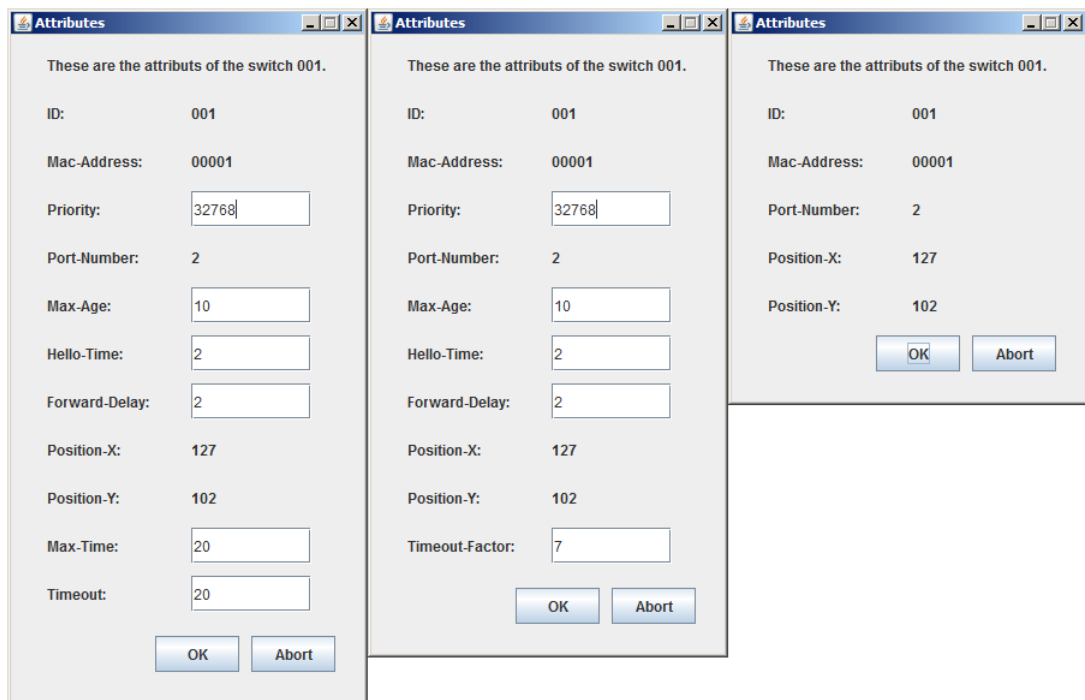 Attributes
These are the attributs of the switch 001.
ID: 001
Mac-Address: 00001
Priority: 32768
Port-Number: 2
Max-Age: 10
Hello-Time: 2
Forward-Delay: 2
Position-X: 127
Position-Y: 102
Max-Time: 20
Timeout: 20
OK Abort
Attributes
These are the attributs of the switch 001.
ID: 001
Mac-Address: 00001
Priority: 32768
Port-Number: 2
Max-Age: 10
Hello-Time: 2
Forward-Delay: 2
Position-X: 127
Position-Y: 102
Timeout-Factor: 7
OK Abort
Attributes
These are the attributs of the switch 001.
ID: 001
Mac-Address: 00001
Port-Number: 2
Position-X: 127
Position-Y: 102
OK Abort